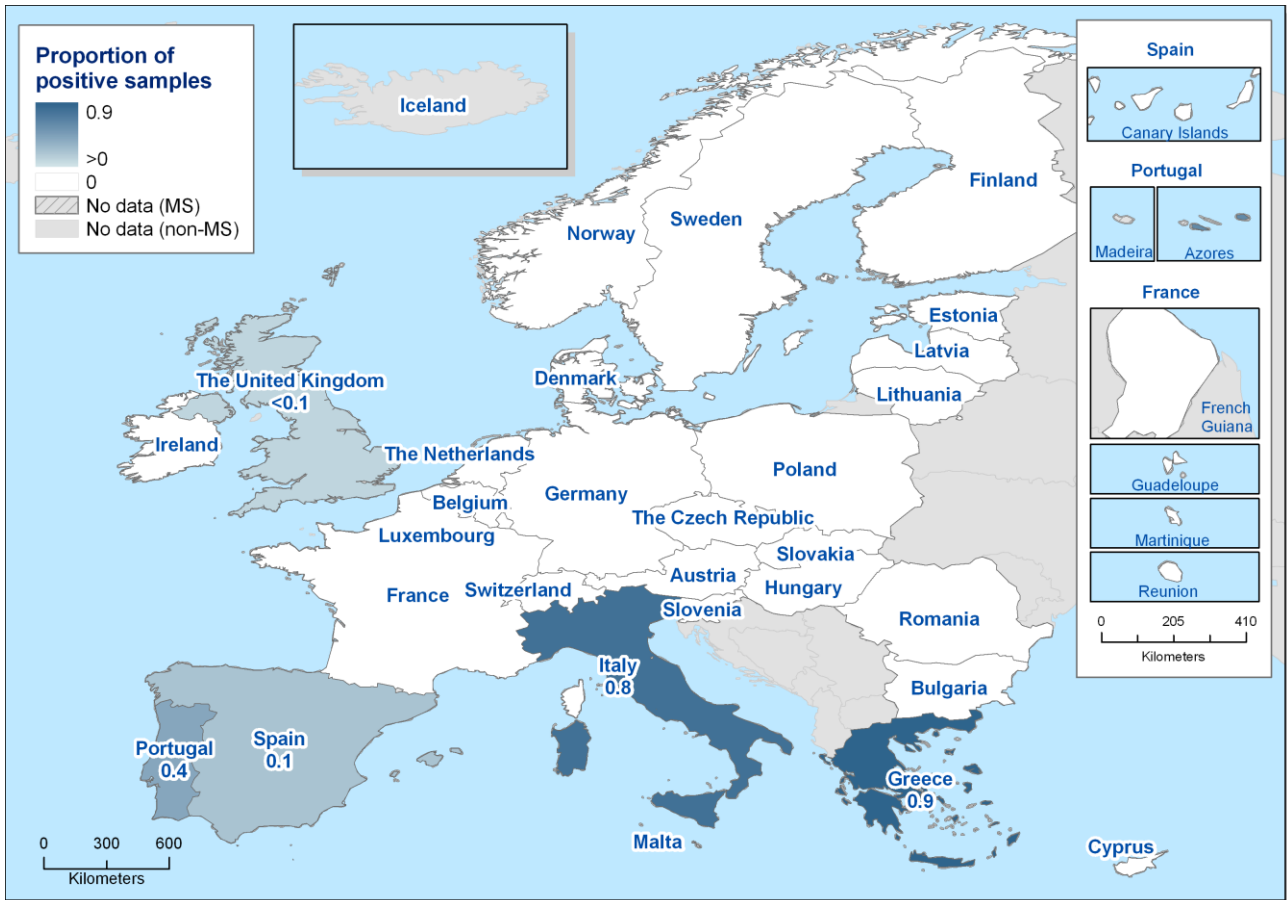 Proportion of
positive samples
0.9
>0
0
No data (MS)
No data (non-MS)
Iceland
Norway
Sweden
Finland
Estonia
Latvia
Lithuania
Denmark
The United Kingdom
<0.1
Ireland
The Netherlands
Belgium
Luxembourg
Germany
Poland
The Czech Republic
Slovakia
Austria
Hungary
France
Switzerland
Slovenia
Romania
Bulgaria
Italy
0.8
Portugal
0.4
Spain
0.1
Greece
0.9
Malta
Cyprus
0 300 600
Kilometers
Spain
Canary Islands
Portugal
Madeira
Azores
France
French
Guiana
Guadeloupe
Martinique
Reunion
0 205 410
Kilometers